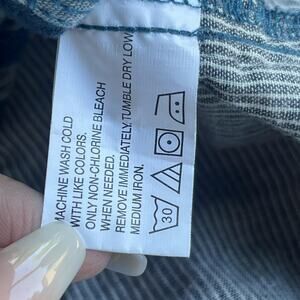 MACHINE WASH COLD
WITH LIKE COLORS.
ONLY NON-CHLORINE BLEACH
WHEN NEEDED.
REMOVE IMMEDIATELY. TUMBLE DRY LOW
MEDIUM IRON.
30